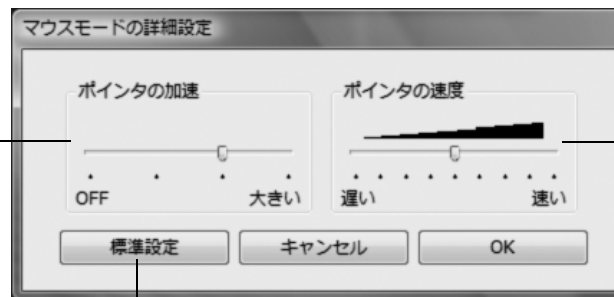 マウスモードの詳細設定
ポインタの加速
OFF
大きい
ポインタの速度
遅い
速い
標準設定
キャンセル
OK